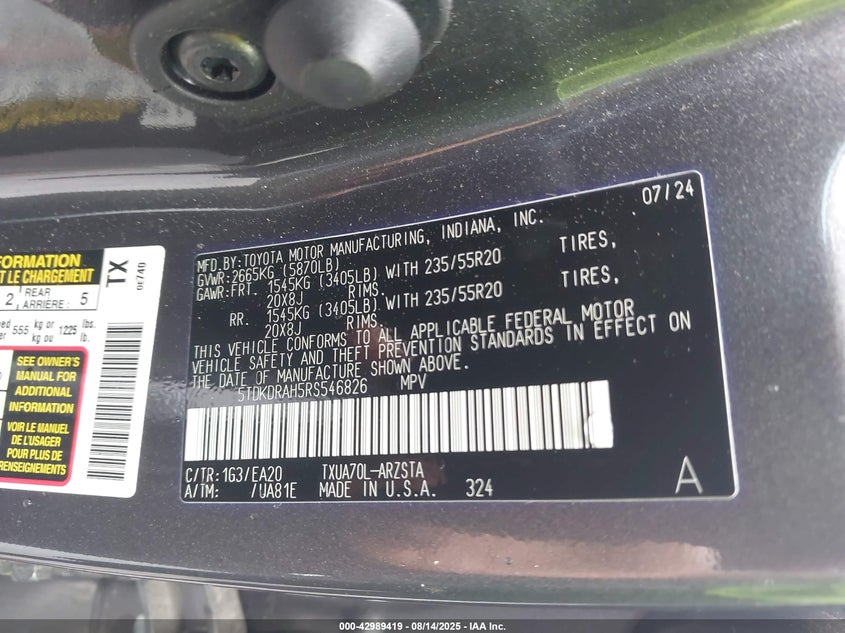 07/24
MFD BY:TOYOTA MOTOR MANUFACTURING, INDIANA, INC.
GVWR:2665KG (5870LB)
GAWR:FRT. 1545KG (3405LB) WITH 235/55R20 TIRES,
20X8J RIMS.
RR. 1545KG (3405LB) WITH 235/55R20 TIRES,
20X8J RIMS.
THIS VEHICLE CONFORMS TO ALL APPLICABLE FEDERAL MOTOR
VEHICLE SAFETY AND THEFT PREVENTION STANDARDS IN EFFECT ON
THE DATE OF MANUFACTURE SHOWN ABOVE.
5TDKDRAH5RS546826 MPV
C/TR:1G3/EA20 TXUA70L-ARZSTA
A/TM: /UA81E MADE IN U.S.A. 324
A
FORMATION
T LE CHARGEMENT
TX
0E740
2 REAR
ARRIÈRE : 5
555 kg or 1225 lbs.
kg ou lb.
SEE OWNER'S
MANUAL FOR
ADDITIONAL
INFORMATION
VOIR LE MANUEL
DE L'USAGER
POUR PLUS DE
RENSEIGNEMENTS
000-42989419 - 08/14/2025 - IAA Inc.